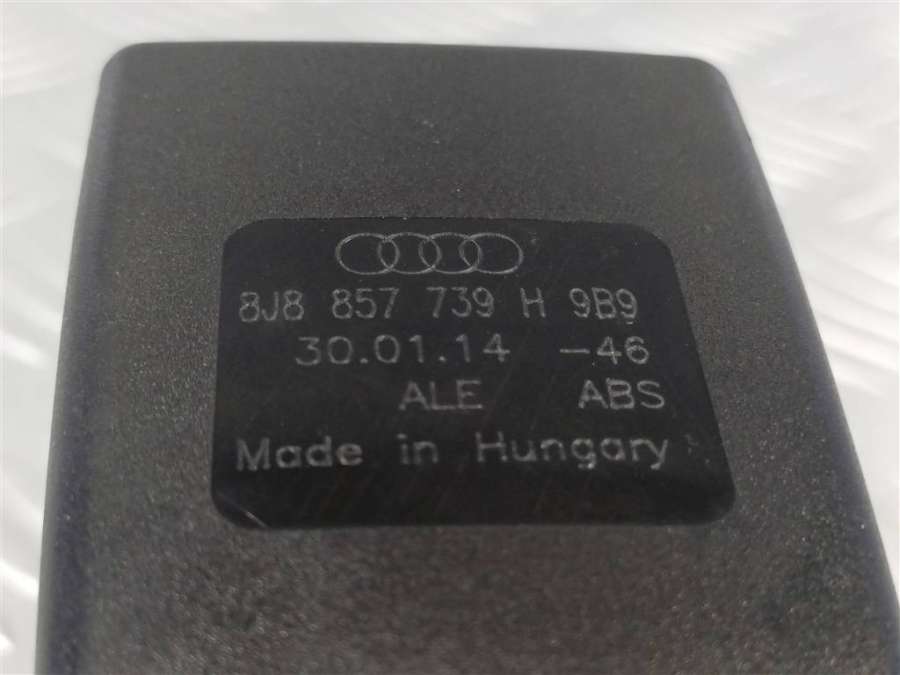 8J8 857 739 H 9B9
30.01.14 -46
ALE ABS
Made in Hungary